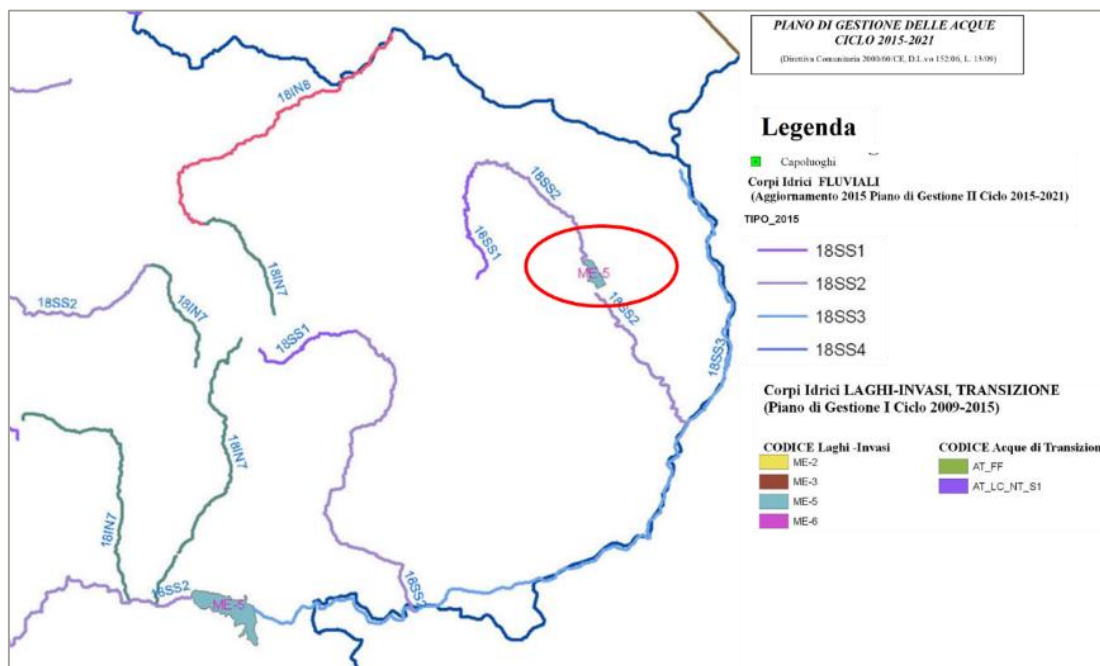 PIANO DI GESTIONE DELLE ACQUE
CICLO 2015-2021
(Direttiva Comunitaria 2000/60/CE, D.L.vo 152/06, L. 13/09)
Legenda
Capoluoghi
Corpi Idrici FLUVIALI
(Aggiornamento 2015 Piano di Gestione II Ciclo 2015-2021)
TIPO_2015
18SS1
18SS2
18SS3
18SS4
Corpi Idrici LAGHI-INVASI, TRANSIZIONE
(Piano di Gestione I Ciclo 2009-2015)
CODICE Laghi -Invasi
ME-2
ME-3
ME-5
ME-6
CODICE Acque di Transizion
AT_FF
AT_LC_NT_S1
18IN8
18SS2
16SS1
ME-5
18SS2
18SS3
18IN7
18SS2
18IN7
18SS1
18IN7
18IN7
18SS2
ME-5